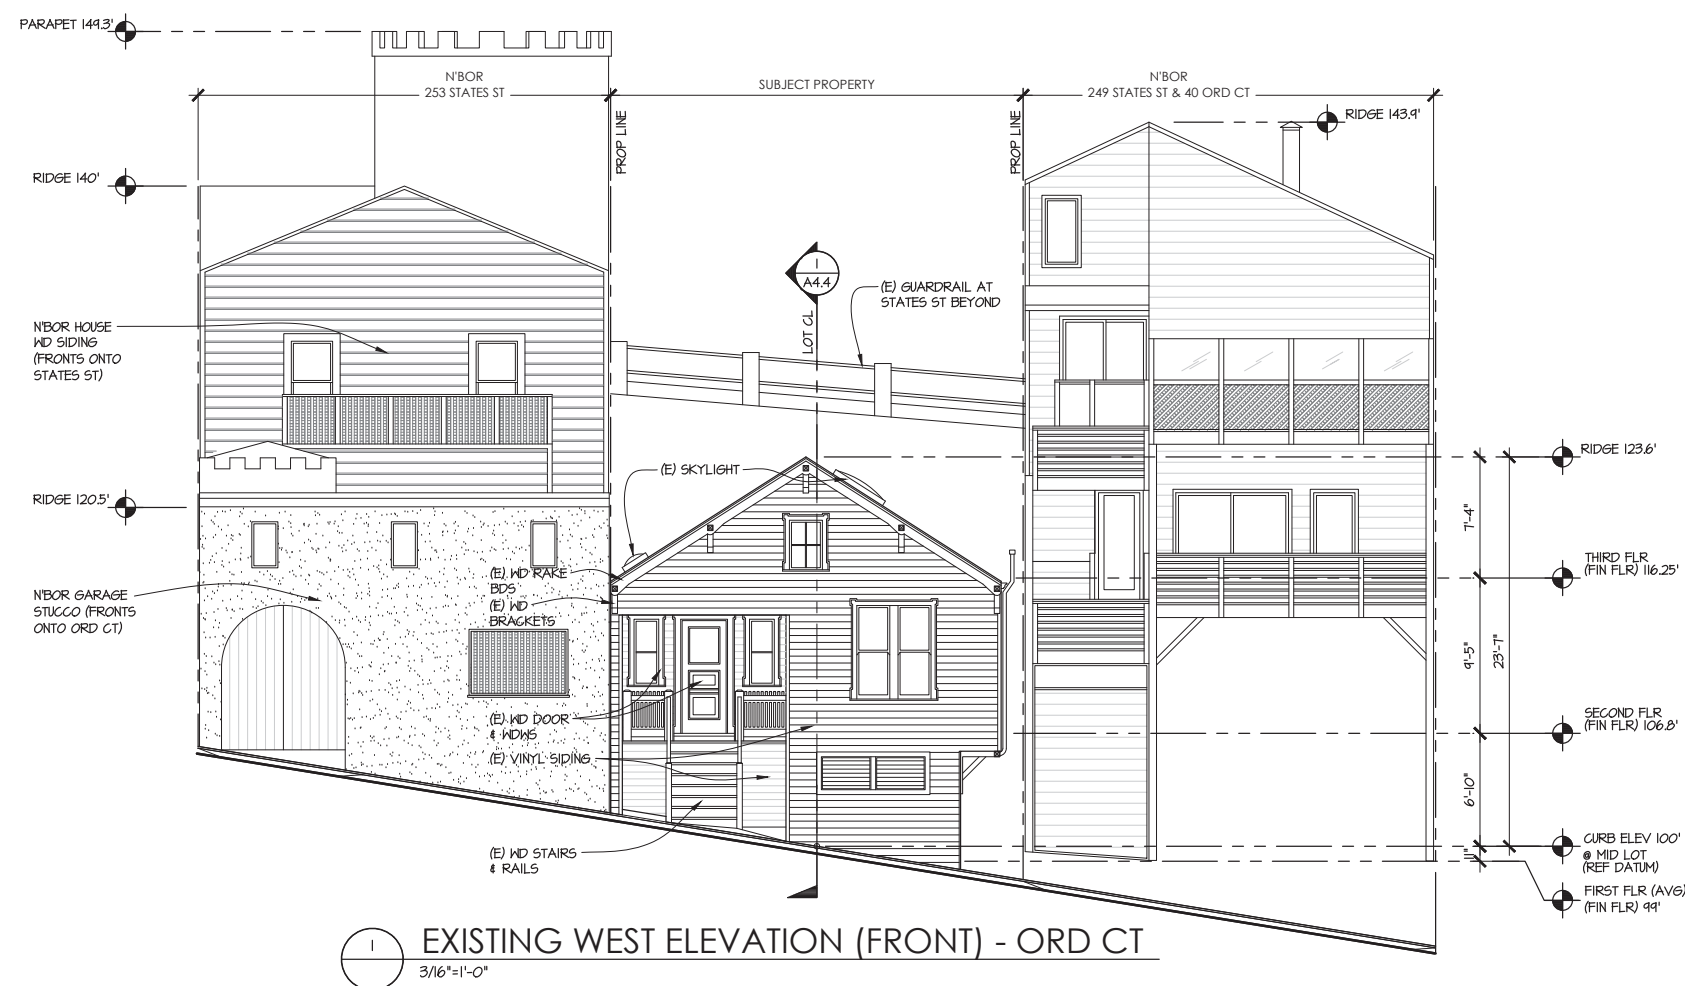 PARAPET 149.3'
N'BOR
253 STATES ST
SUBJECT PROPERTY
N'BOR
249 STATES ST & 40 ORD CT
RIDGE 143.9'
PROP LINE
PROP LINE
RIDGE 140'
1
A4.4
LOT CL
(E) GUARDRAIL AT
STATES ST BEYOND
N'BOR HOUSE
WD SIDING
(FRONTS ONTO
STATES ST)
RIDGE 123.6'
(E) SKYLIGHT
RIDGE 120.5'
7'-4"
THIRD FLR
(FIN FLR) 116.25'
(E) WD RAKE
BDS
(E) WD
BRACKETS
N'BOR GARAGE
STUCCO (FRONTS
ONTO ORD CT)
9'-5"
23'-7"
SECOND FLR
(FIN FLR) 106.8'
(E) WD DOOR
& WDWS
(E) VINYL SIDING
6'-10"
CURB ELEV 100'
@ MID LOT
(REF DATUM)
11"
(E) WD STAIRS
& RAILS
FIRST FLR (AVG)
(FIN FLR) 99'
1
EXISTING WEST ELEVATION (FRONT) - ORD CT
3/16"=1'-0"